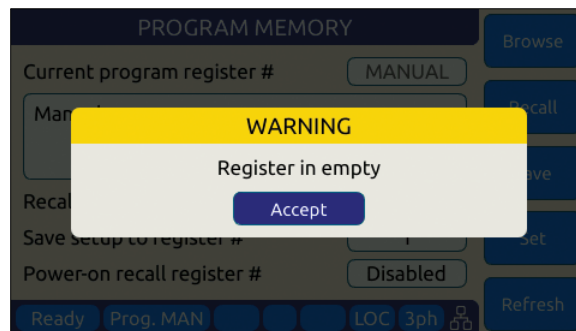 PROGRAM MEMORY
Browse
Current program register #
MANUAL
Recall
WARNING
Register in empty
Accept
Save setup to register #
1
Set
Power-on recall register #
Disabled
Refresh
Ready
Prog. MAN
LOC
3ph